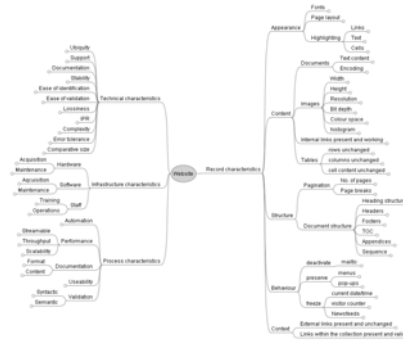 Ubiquity
Support
Documentation
Stability
Ease of identification
Ease of validation
Lossiness
IPR
Complexity
Error tolerance
Comparative size
Technical characteristics
Acquisition
Maintenance
Hardware
Acquisition
Maintenance
Software
Training
Operations
Staff
Infrastructure characteristics
Automation
Streamable
Throughput
Scalability
Performance
Format
Content
Documentation
Useability
Syntactic
Semantic
Validation
Process characteristics
Website
Record characteristics
Appearance
Fonts
Page layout
Highlighting
Links
Text
Cells
Content
Documents
Text content
Encoding
Images
Width
Height
Resolution
Bit depth
Colour space
histogram
Internal links present and working
Tables
rows unchanged
columns unchanged
cell content unchanged
Structure
Pagination
No. of pages
Page breaks
Document structure
Heading structure
Headers
Footers
TOC
Appendices
Sequence
Behaviour
deactivate
mailto
preserve
menus
pop-ups
freeze
current date/time
visitor counter
Newsfeeds
Context
External links present and unchanged
Links within the collection present and